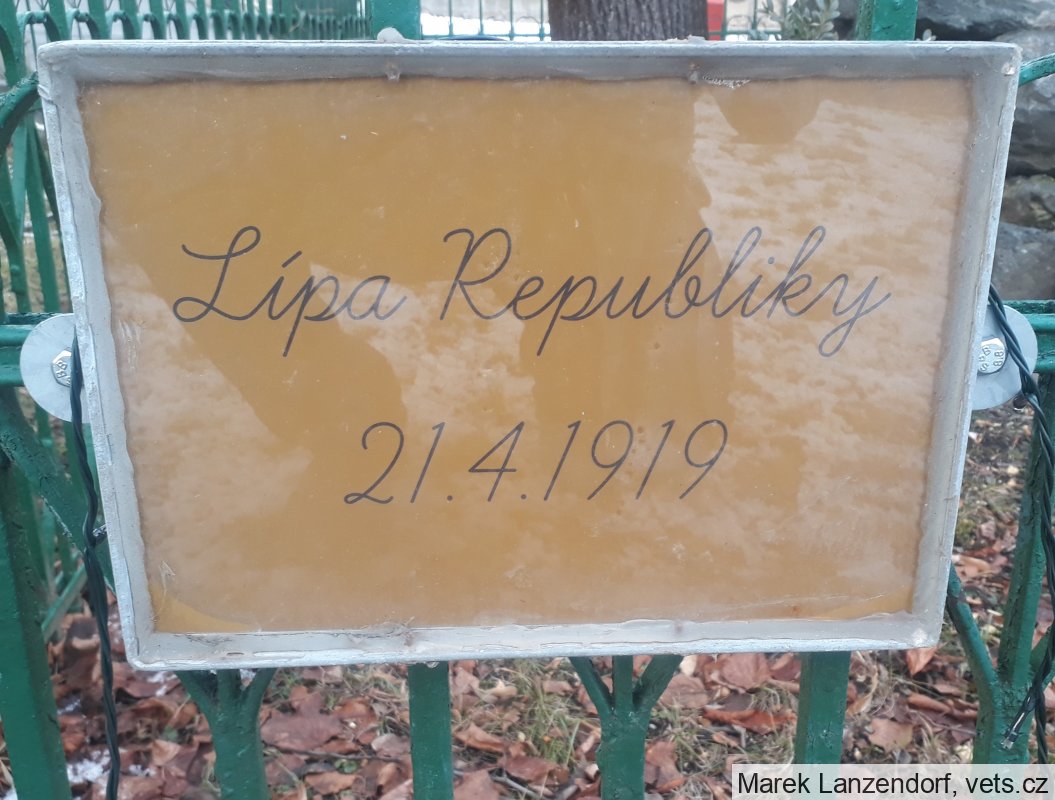 Lípa Republiky
21.4.1919
Marek Lanzendorf, vets.cz